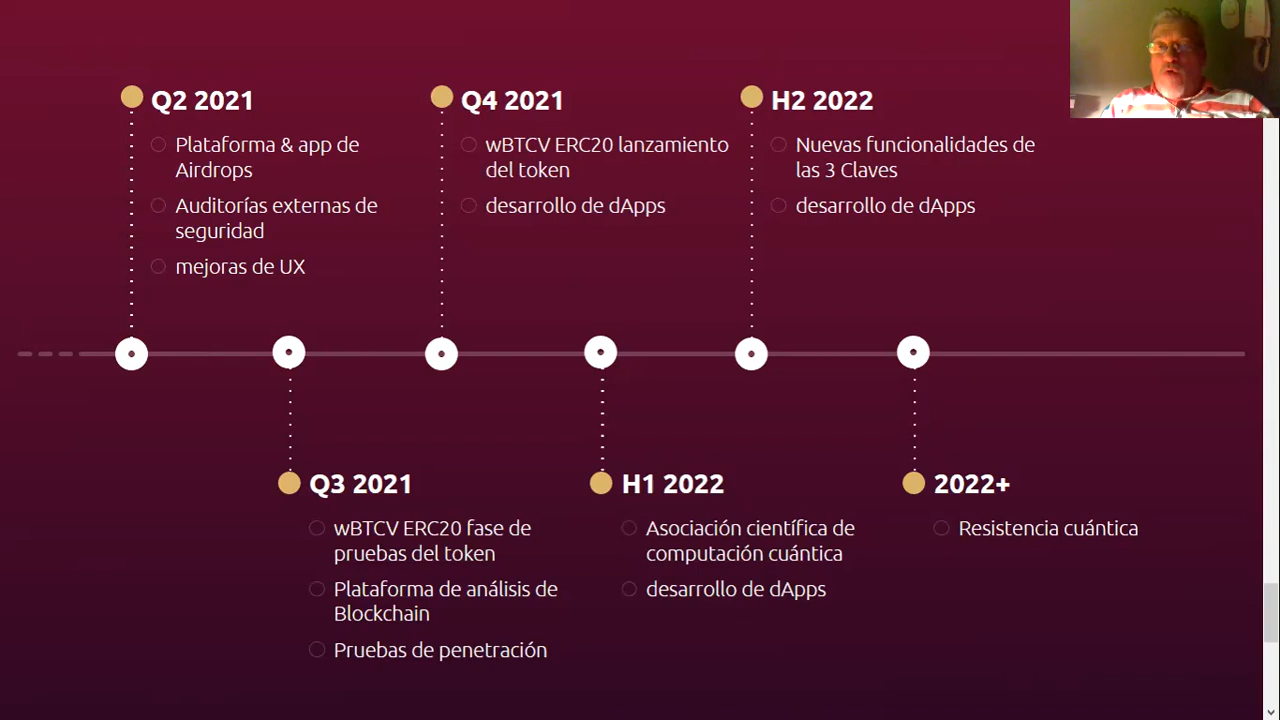 Q2 2021
Plataforma & app de
Airdrops
Auditorías externas de
seguridad
mejoras de UX
Q4 2021
wBTCV ERC20 lanzamiento
del token
desarrollo de dApps
H2 2022
Nuevas funcionalidades de
las 3 Claves
desarrollo de dApps
Q3 2021
wBTCV ERC20 fase de
pruebas del token
Plataforma de análisis de
Blockchain
Pruebas de penetración
H1 2022
Asociación científica de
computación cuántica
desarrollo de dApps
2022+
Resistencia cuántica